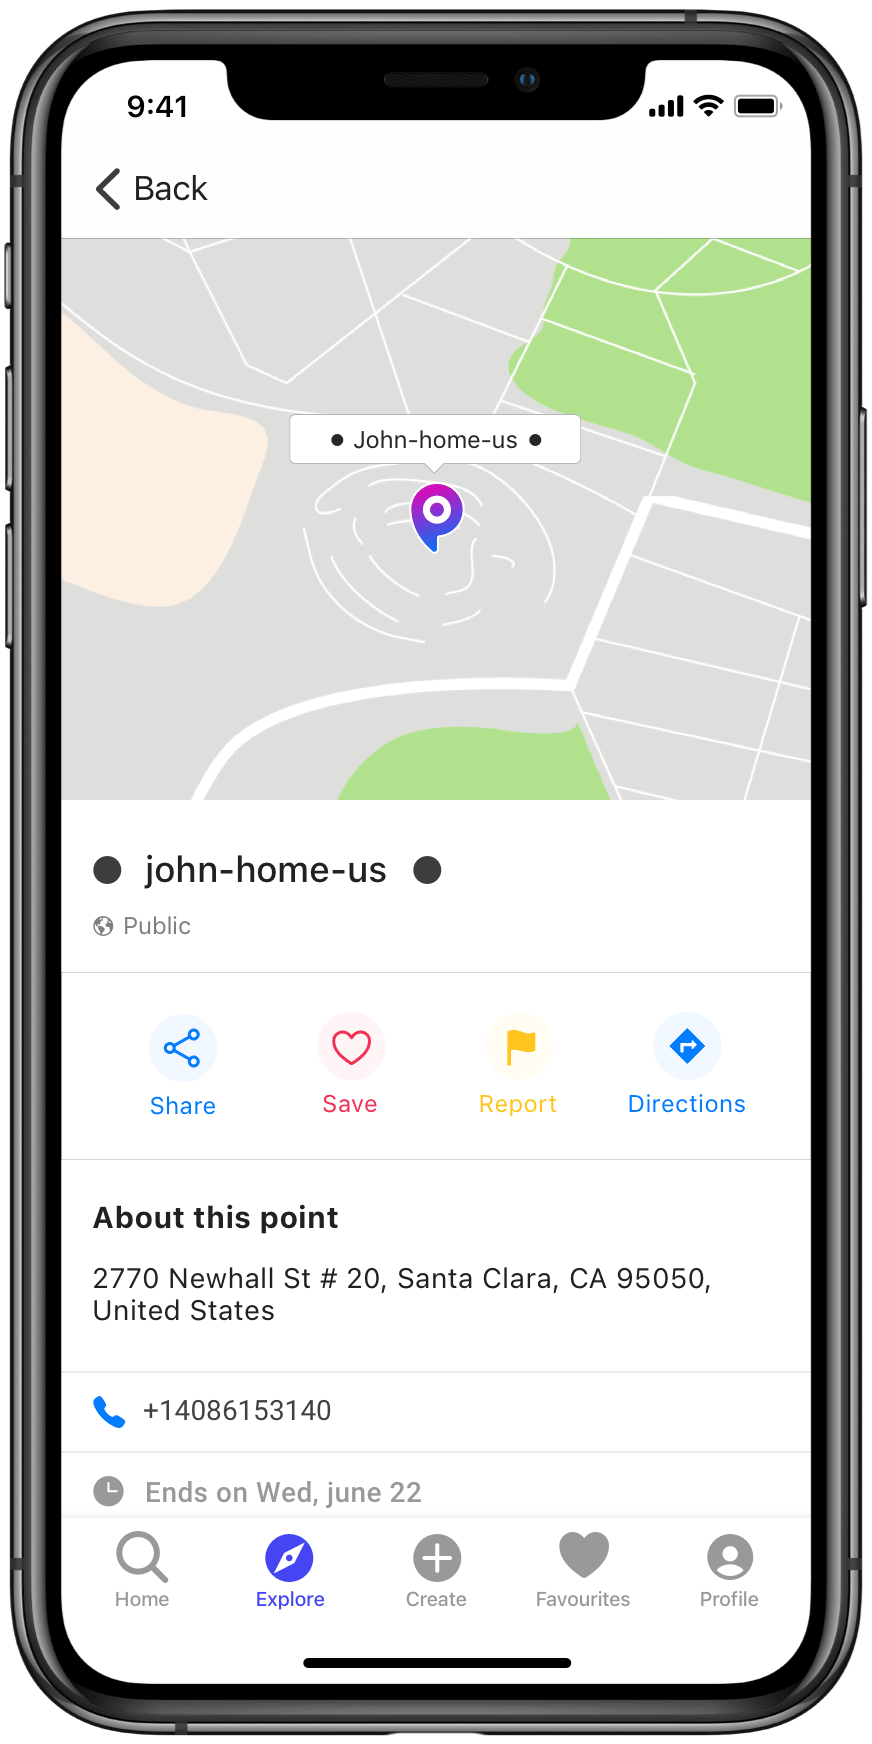 9:41
Back
John-home-us
john-home-us
Public
Share
Save
Report
Directions
About this point
2770 Newhall St # 20, Santa Clara, CA 95050,
United States
+14086153140
Ends on Wed, june 22
Home
Explore
Create
Favourites
Profile